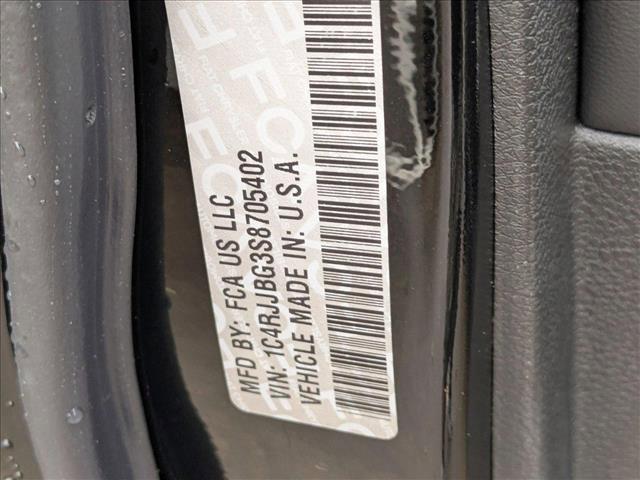 MFD BY: FCA US LLC
VIN: 1C4RJJBG3S8705402
VEHICLE MADE IN: U.S.A.